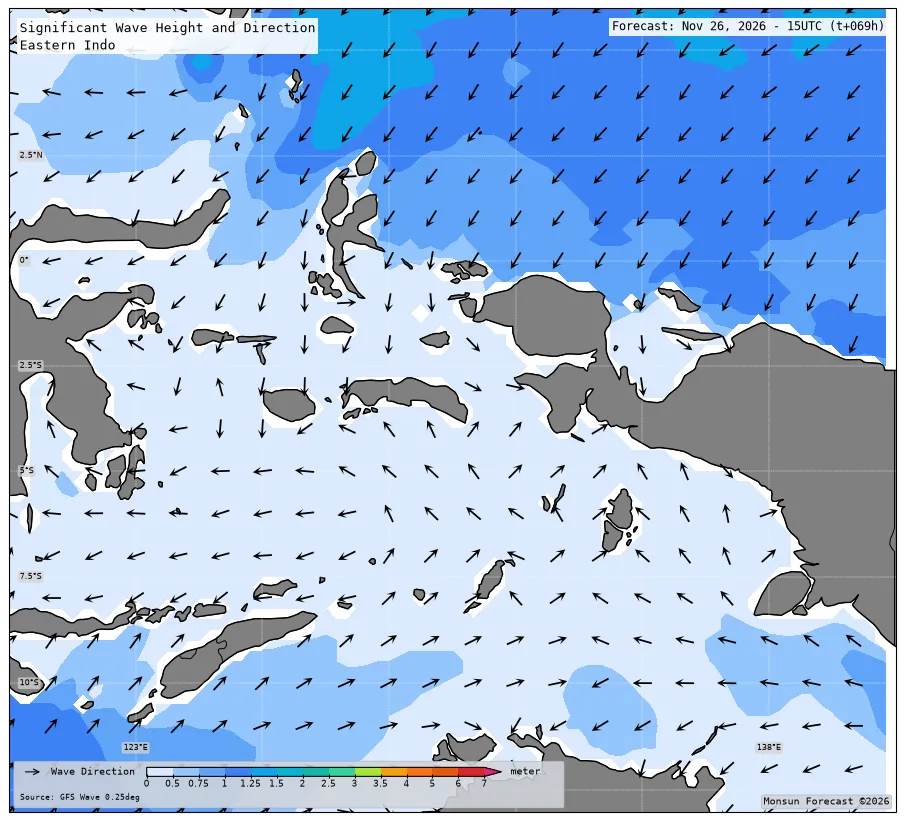 Significant Wave Height and Direction
Eastern Indo
Forecast: Nov 26, 2026 - 15UTC (t+069h)
2.5°N
0°
2.5°S
5°S
7.5°S
10°S
123°E
138°E
Wave Direction
meter
0 0.5 0.75 1 1.25 1.5 2 2.5 3 3.5 4 5 6 7
Source: GFS Wave 0.25deg
Monsun Forecast ©2026